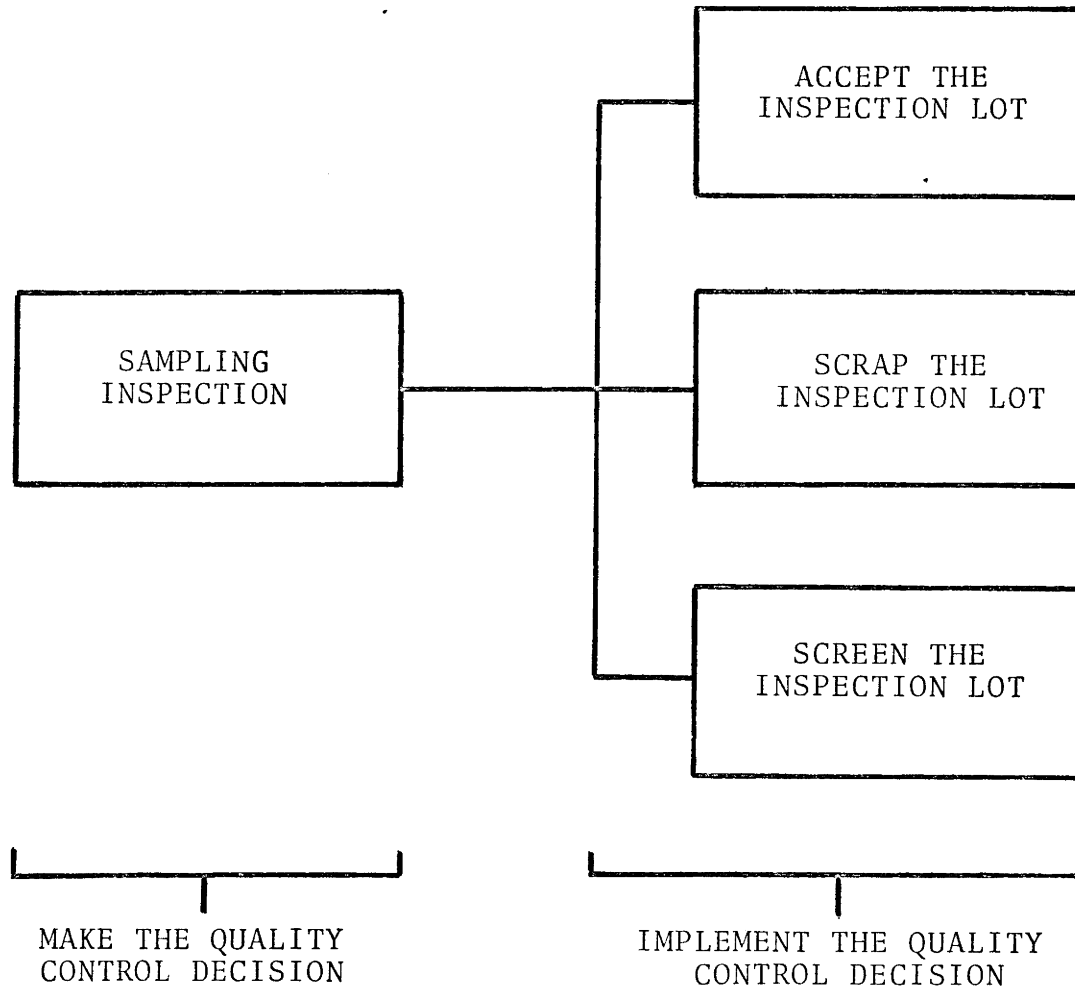 ACCEPT THE
INSPECTION LOT
SAMPLING
INSPECTION
SCRAP THE
INSPECTION LOT
SCREEN THE
INSPECTION LOT
MAKE THE QUALITY
CONTROL DECISION
IMPLEMENT THE QUALITY
CONTROL DECISION